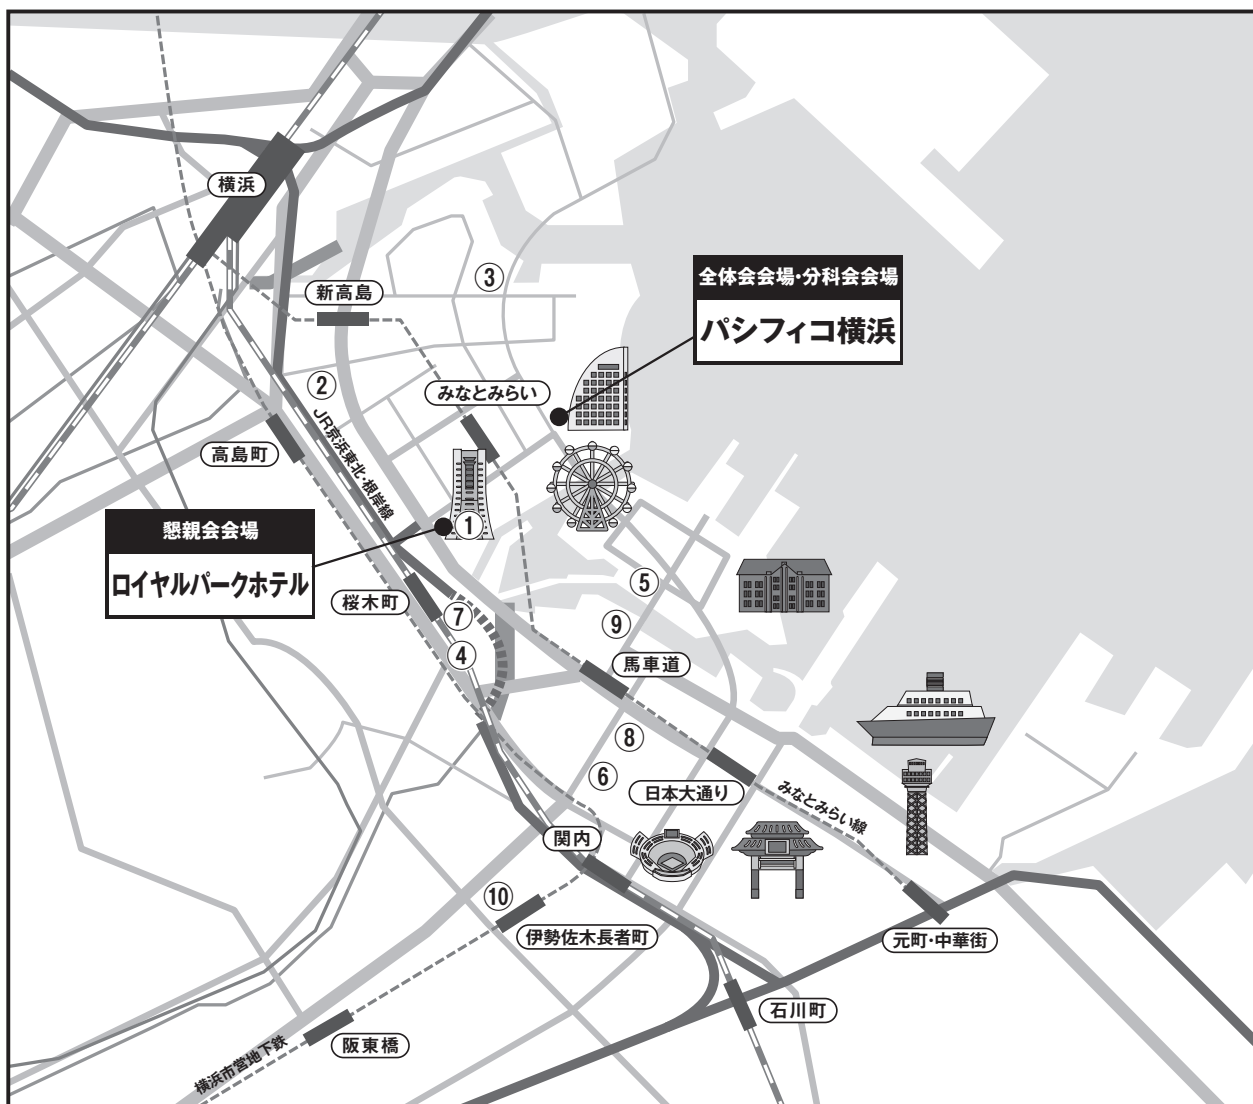 横浜
③
全体会会場・分科会会場
パシフィコ横浜
新高島
②
みなとみらい
JR京浜東北・根岸線
高島町
懇親会会場
ロイヤルパークホテル
①
桜木町
⑤
⑦
⑨
④
馬車道
⑧
⑥
日本大通り
みなとみらい線
関内
⑩
伊勢佐木長者町
元町・中華街
石川町
阪東橋
横浜市営地下鉄